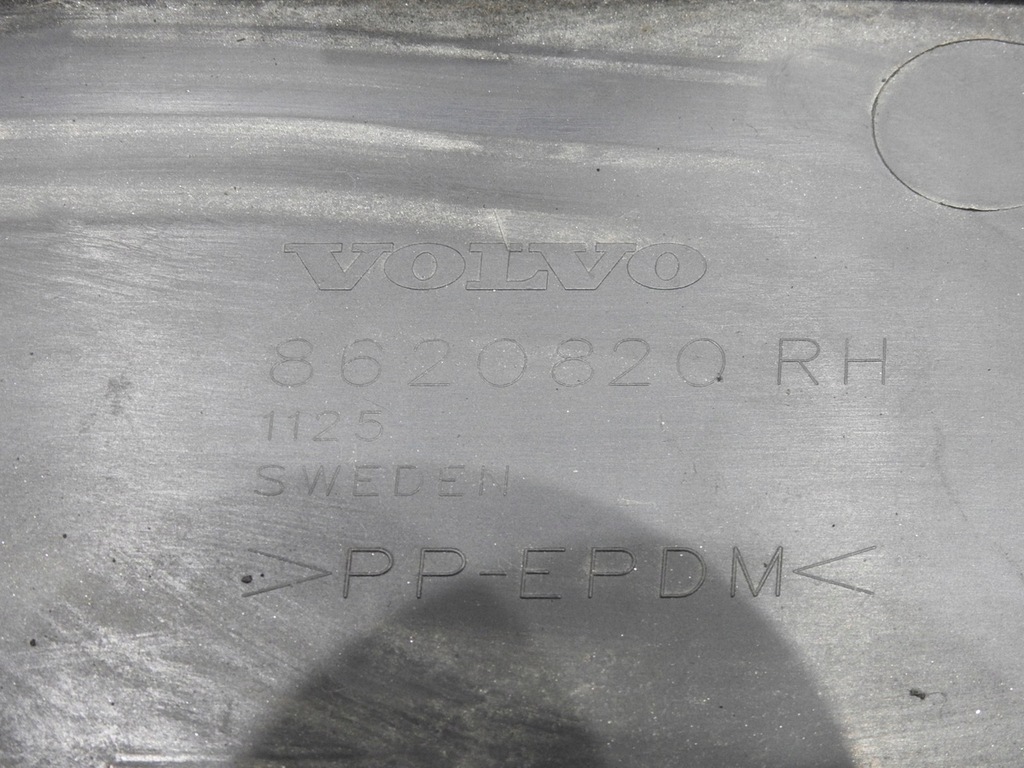 VOLVO
8620820 RH
1125
SWEDEN
>PP-EPDM<